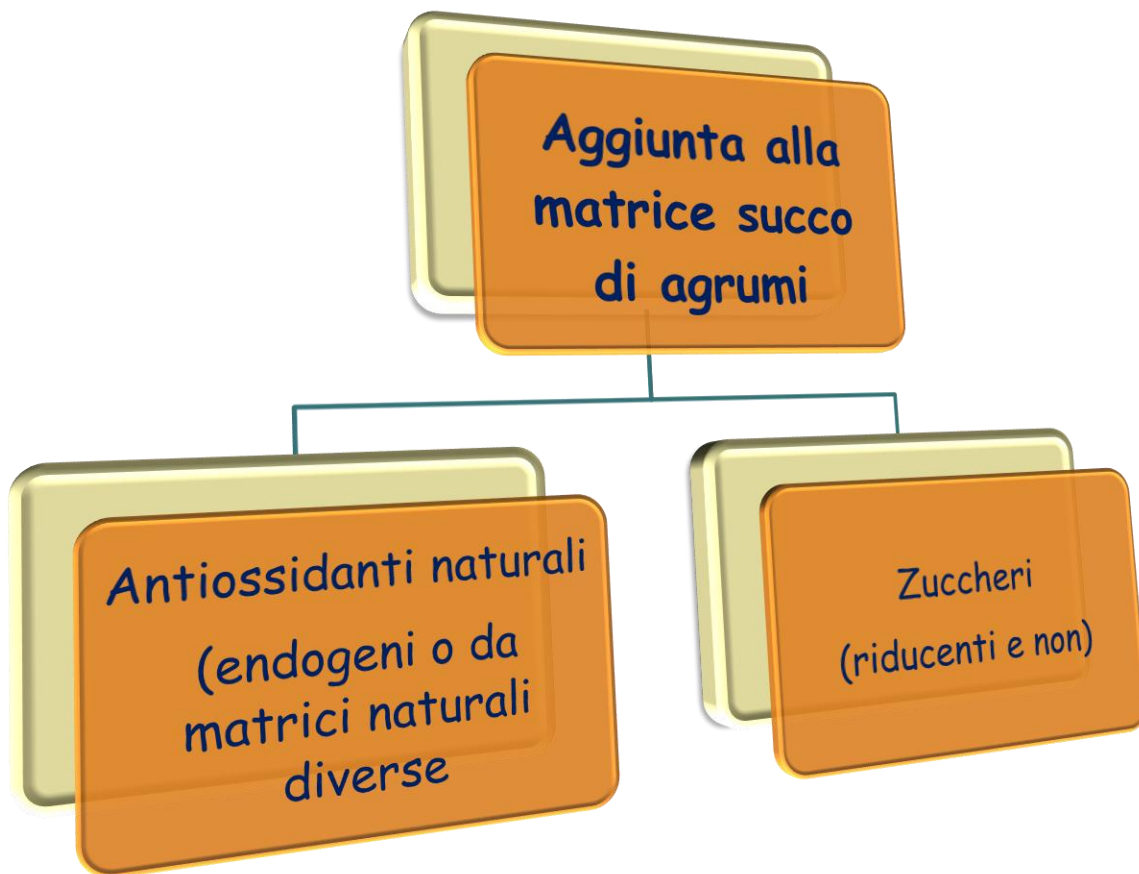 Aggiunta alla
matrice succo
di agrumi
Antiossidanti naturali
(endogeni o da
matrici naturali
diverse
Zuccheri
(riducenti e non)